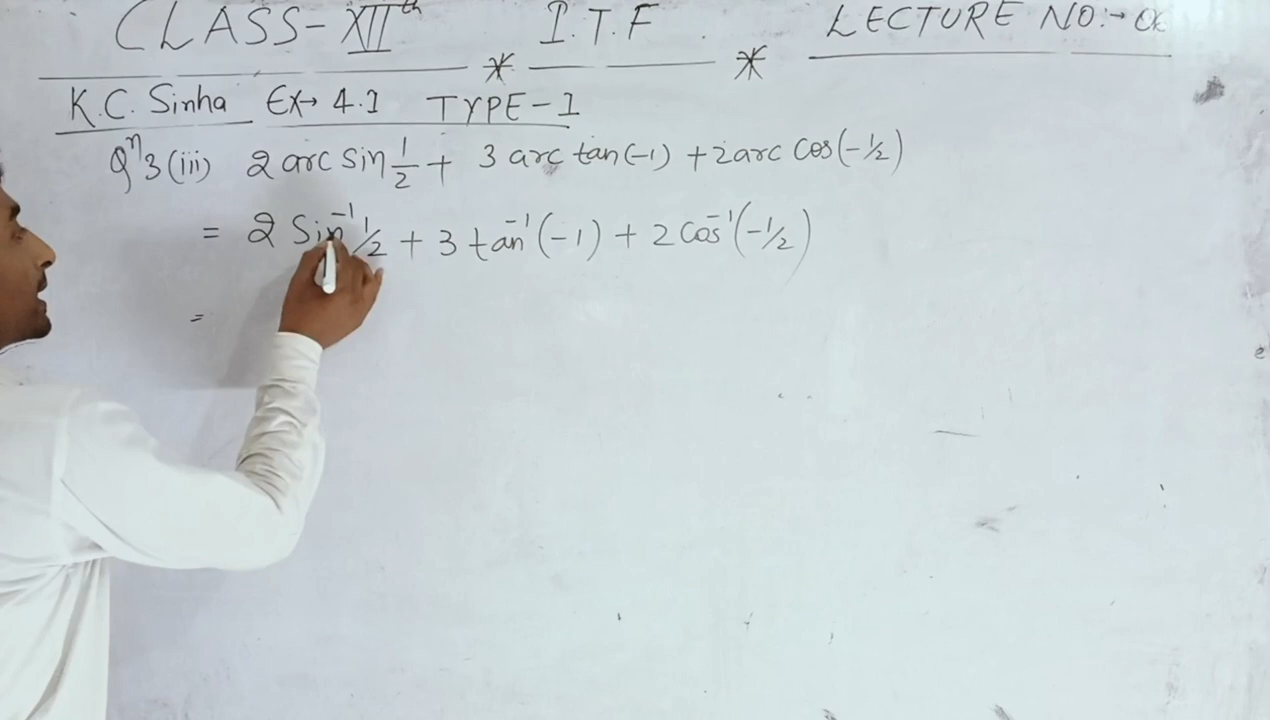 CLASS-XIIth I.T.F. LECTURE NO:-
* *
K.C. Sinha Ex→ 4.1 TYPE-1
Qⁿ3(iii) 2 arc sin 1/2 + 3 arc tan(-1) + 2 arc cos(-1/2)
= 2 Sin⁻¹ 1/2 + 3 tan⁻¹(-1) + 2 Cos⁻¹(-1/2)
=